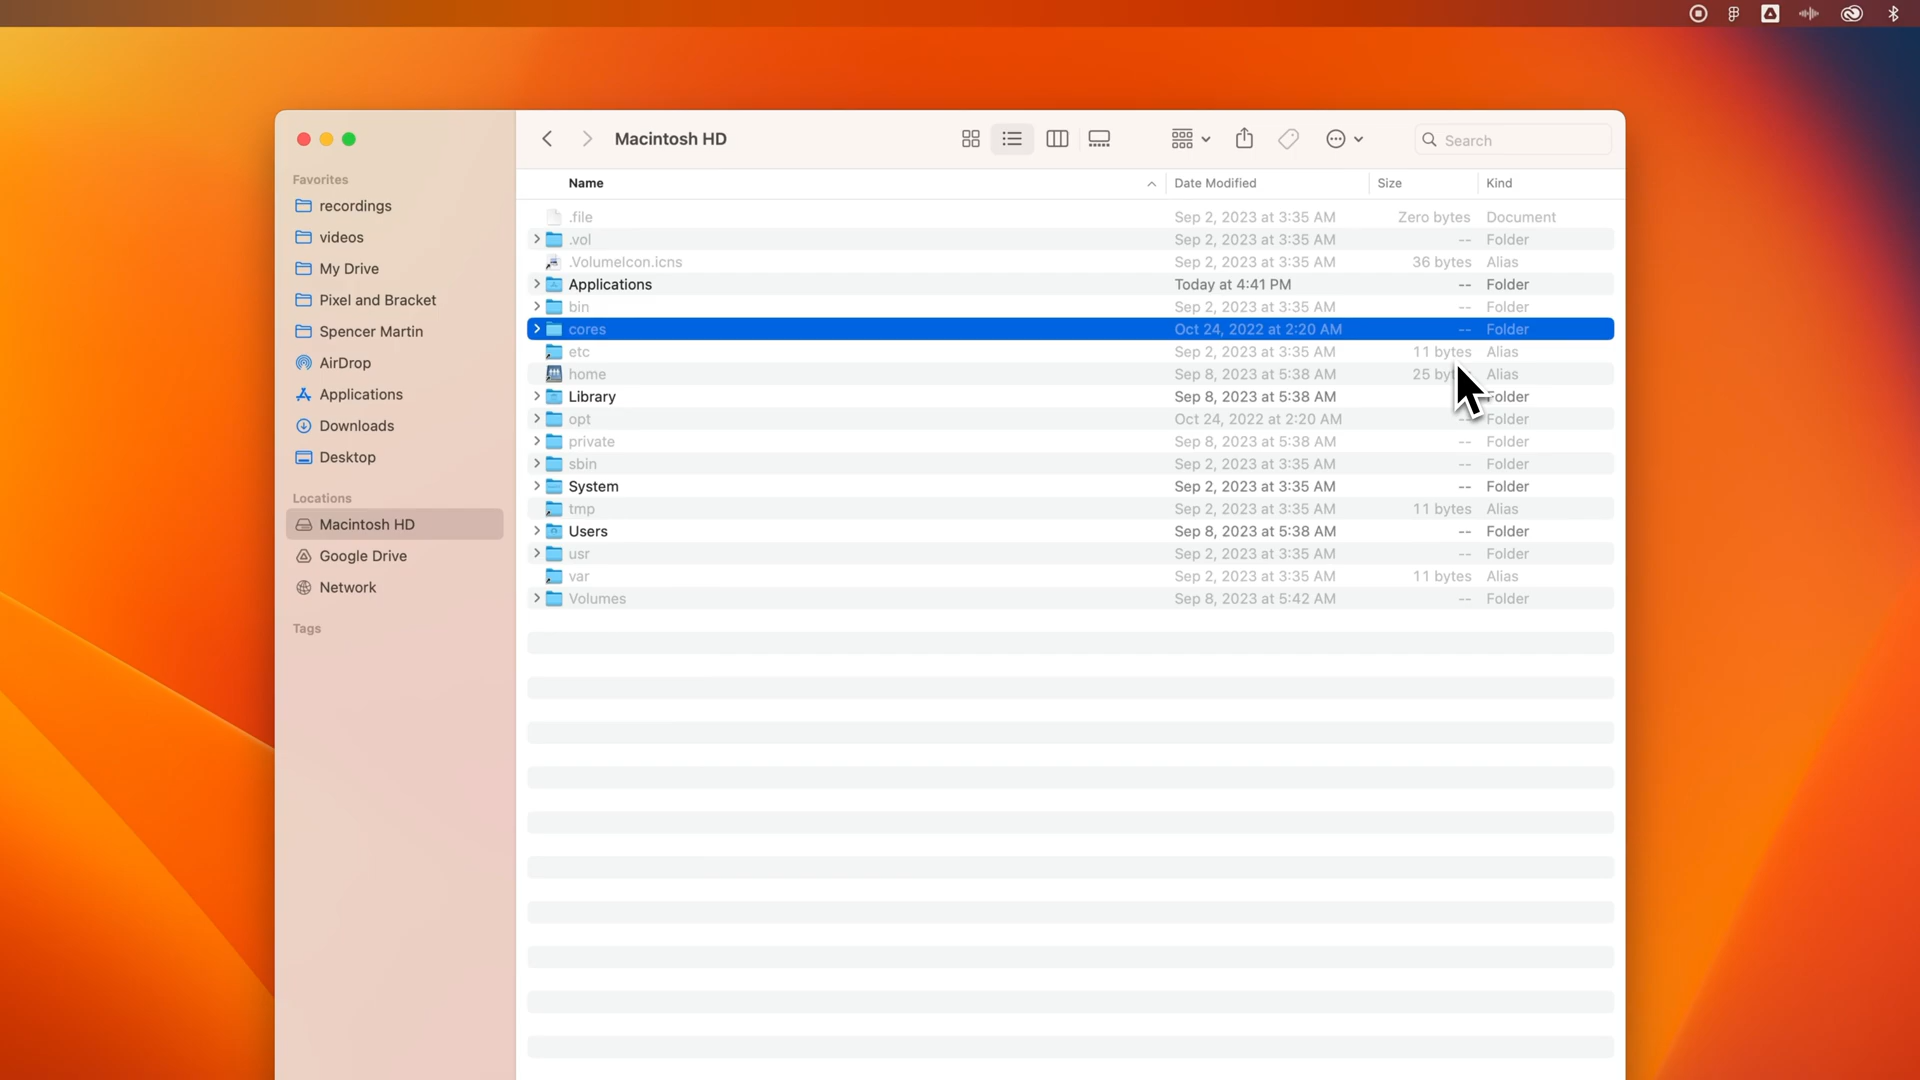 Macintosh HD
Search
Favorites
recordings
videos
My Drive
Pixel and Bracket
Spencer Martin
AirDrop
Applications
Downloads
Desktop
Locations
Macintosh HD
Google Drive
Network
Tags
Name Date Modified Size Kind
.file Sep 2, 2023 at 3:35 AM Zero bytes Document
.vol Sep 2, 2023 at 3:35 AM -- Folder
.VolumeIcon.icns Sep 2, 2023 at 3:35 AM 36 bytes Alias
Applications Today at 4:41 PM -- Folder
bin Sep 2, 2023 at 3:35 AM -- Folder
cores Oct 24, 2022 at 2:20 AM -- Folder
etc Sep 2, 2023 at 3:35 AM 11 bytes Alias
home Sep 8, 2023 at 5:38 AM 25 Alias
Library Sep 8, 2023 at 5:38 AM
opt Oct 24, 2022 at 2:20 AM -- Folder
private Sep 8, 2023 at 5:38 AM -- Folder
sbin Sep 2, 2023 at 3:35 AM -- Folder
System Sep 2, 2023 at 3:35 AM -- Folder
tmp Sep 2, 2023 at 3:35 AM 11 bytes Alias
Users Sep 8, 2023 at 5:38 AM -- Folder
usr Sep 2, 2023 at 3:35 AM -- Folder
var Sep 2, 2023 at 3:35 AM 11 bytes Alias
Volumes Sep 8, 2023 at 5:42 AM -- Folder